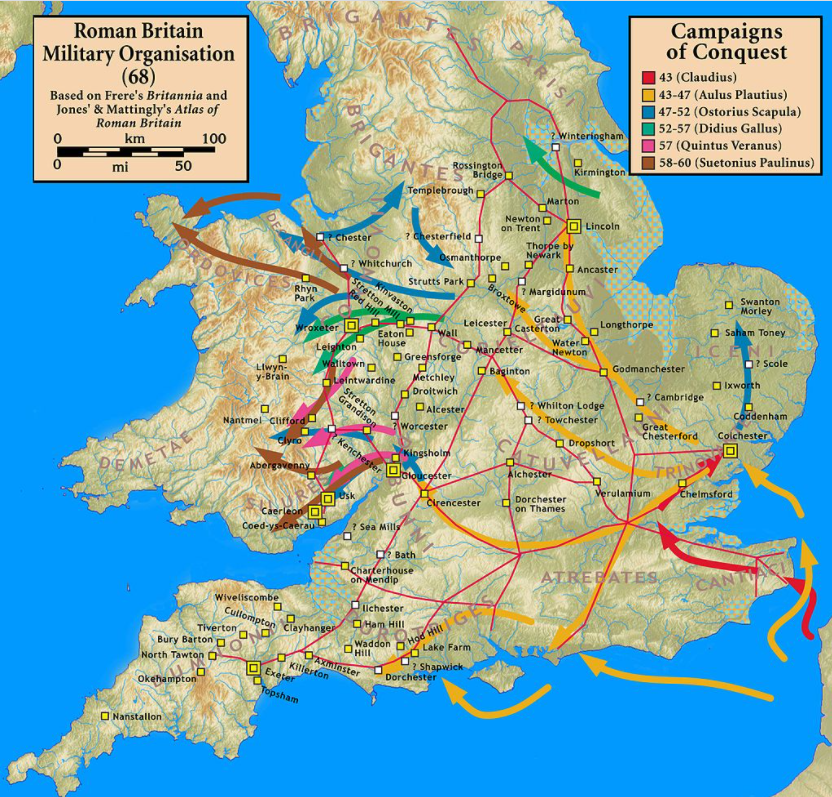 Roman Britain
Military Organisation
(68)
Based on Frere's Britannia and
Jones' & Mattingly's Atlas of
Roman Britain
0 km 100
0 mi 50
Campaigns
of Conquest
43 (Claudius)
43-47 (Aulus Plautius)
47-52 (Ostorius Scapula)
52-57 (Didius Gallus)
57 (Quintus Veranus)
58-60 (Suetonius Paulinus)
BRIGANTES
PARISI
? Winteringham
BRIGANTES
Rossington
Bridge
Kirmington
Templebrough
Marton
Newton
on Trent
Lincoln
DECEANGLI
? Chester
? Chesterfield
ORDOVICES
Osmanthorpe
Thorpe by
Newark
? Whitchurch
Ancaster
Rhyn
Park
Strutts Park
Broxtowe
? Margidunum
Kinvaston
Stretton Mill
Red Hill
Swanton
Morley
Wroxeter
Eaton
House
Wall
Leicester
Great
Casterton
Longthorpe
Saham Toney
Leighton
Water
Newton
ICENI
Mancetter
Llwyn-
y-Brain
Walltown
Greensforge
Metchley
Baginton
Godmanchester
? Scole
Leintwardine
Ixworth
Droitwich
? Cambridge
Nantmel
Clifford
Stretton
Grandison
Alcester
? Whilton Lodge
? Towchester
Great
Chesterford
Coddenham
Clyro
? Worcester
Colchester
DEMETAE
? Kenchester
Kingsholm
Dropshort
CATUVELLAUNI
TRINOVANTES
Abergavenny
Gloucester
Alchester
Verulamium
Chelmsford
SILURES
Usk
Cirencester
Dorchester
on Thames
Caerleon
Coed-ys-Caerau
? Sea Mills
? Bath
Charterhouse
on Mendip
ATREBATES
CANTIACI
Wiveliscombe
Ilchester
Cullompton
Clayhanger
Ham Hill
DUROTRIGES
Tiverton
Bury Barton
Waddon
Hill
Hod Hill
Lake Farm
North Tawton
DUMNONII
Axminster
? Shapwick
Okehampton
Exeter
Killerton
Dorchester
Topsham
Nanstallon